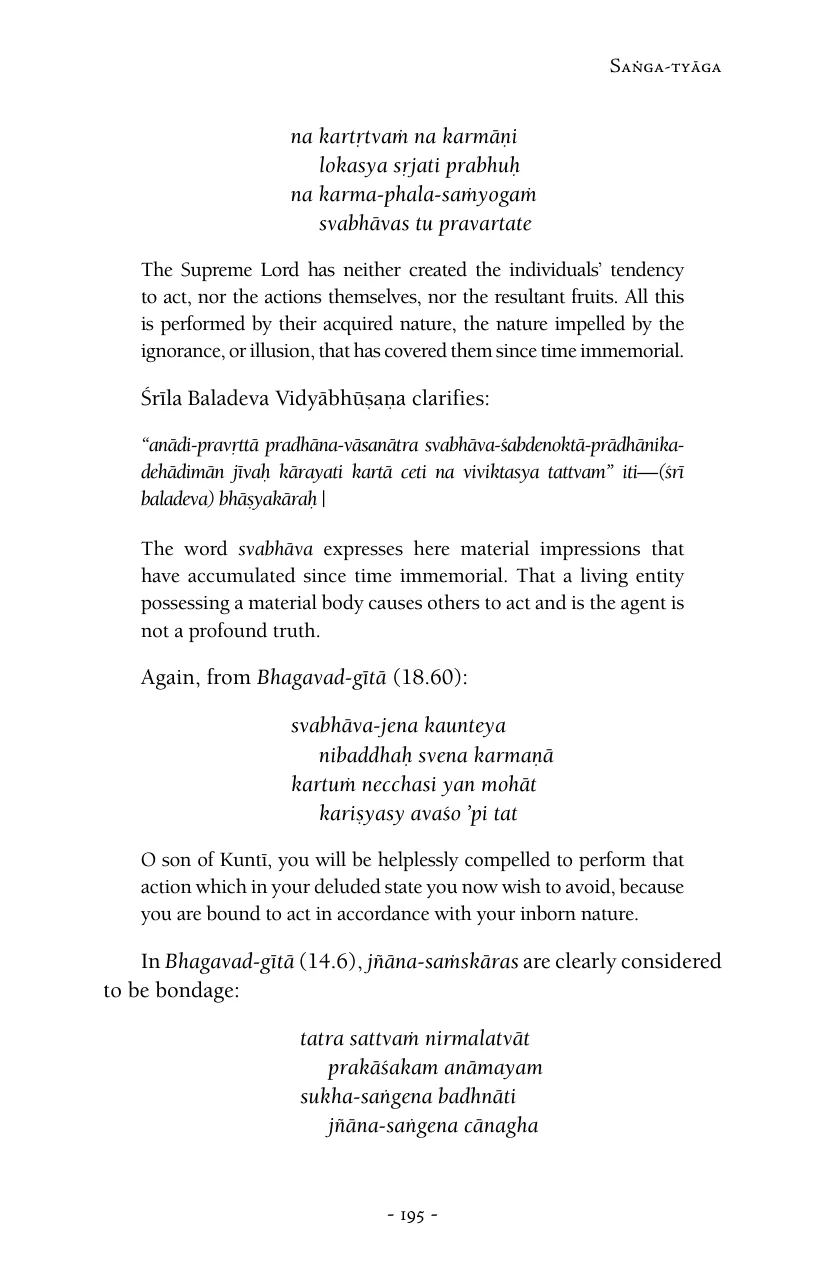 Saṅga-tyāga
na kartṛtvaṁ na karmāṇi
lokasya sṛjati prabhuḥ
na karma-phala-saṁyogaṁ
svabhāvas tu pravartate
The Supreme Lord has neither created the individuals’ tendency
to act, nor the actions themselves, nor the resultant fruits. All this
is performed by their acquired nature, the nature impelled by the
ignorance, or illusion, that has covered them since time immemorial.
Śrīla Baladeva Vidyābhūṣaṇa clarifies:
“anādi-pravṛttā pradhāna-vāsanātra svabhāva-śabdenoktā-prādhānika-
dehādimān jīvaḥ kārayati kartā ceti na viviktasya tattvam” iti—(śrī
baladeva) bhāṣyakāraḥ |
The word svabhāva expresses here material impressions that
have accumulated since time immemorial. That a living entity
possessing a material body causes others to act and is the agent is
not a profound truth.
Again, from Bhagavad-gītā (18.60):
svabhāva-jena kaunteya
nibaddhaḥ svena karmaṇā
kartuṁ necchasi yan mohāt
kariṣyasy avaśo ’pi tat
O son of Kuntī, you will be helplessly compelled to perform that
action which in your deluded state you now wish to avoid, because
you are bound to act in accordance with your inborn nature.
In Bhagavad-gītā (14.6), jñāna-saṁskāras are clearly considered
to be bondage:
tatra sattvaṁ nirmalatvāt
prakāśakam anāmayam
sukha-saṅgena badhnāti
jñāna-saṅgena cānagha
- 195 -